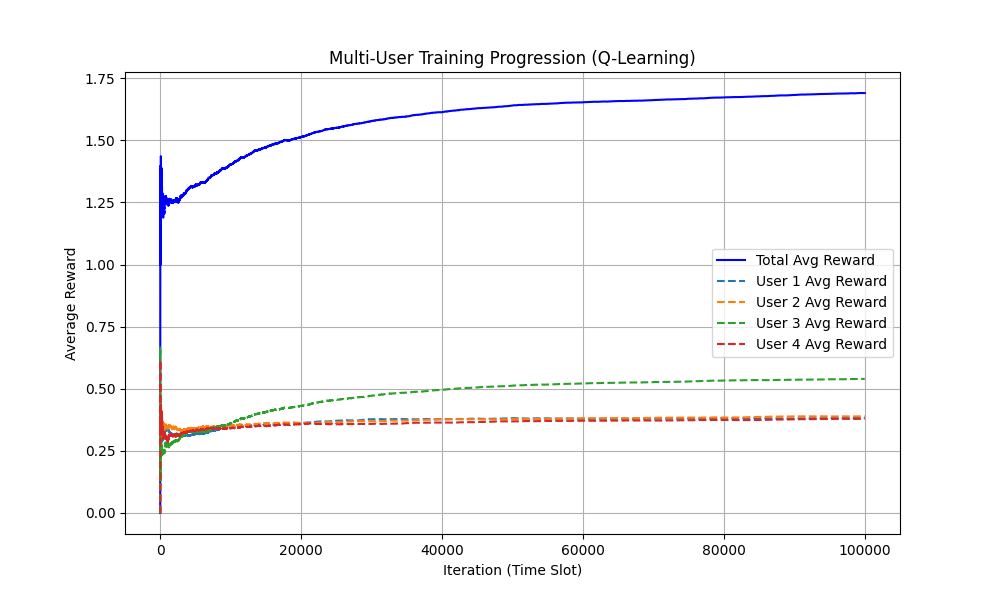 Multi-User Training Progression (Q-Learning)
1.75
1.50
1.25
1.00
0.75
0.50
0.25
0.00
Average Reward
Total Avg Reward
User 1 Avg Reward
User 2 Avg Reward
User 3 Avg Reward
User 4 Avg Reward
0 20000 40000 60000 80000 100000
Iteration (Time Slot)